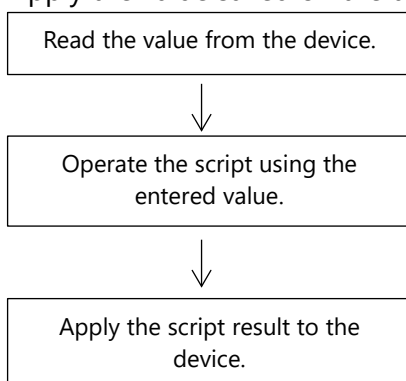 Read the value from the device.
Operate the script using the
entered value.
Apply the script result to the
device.